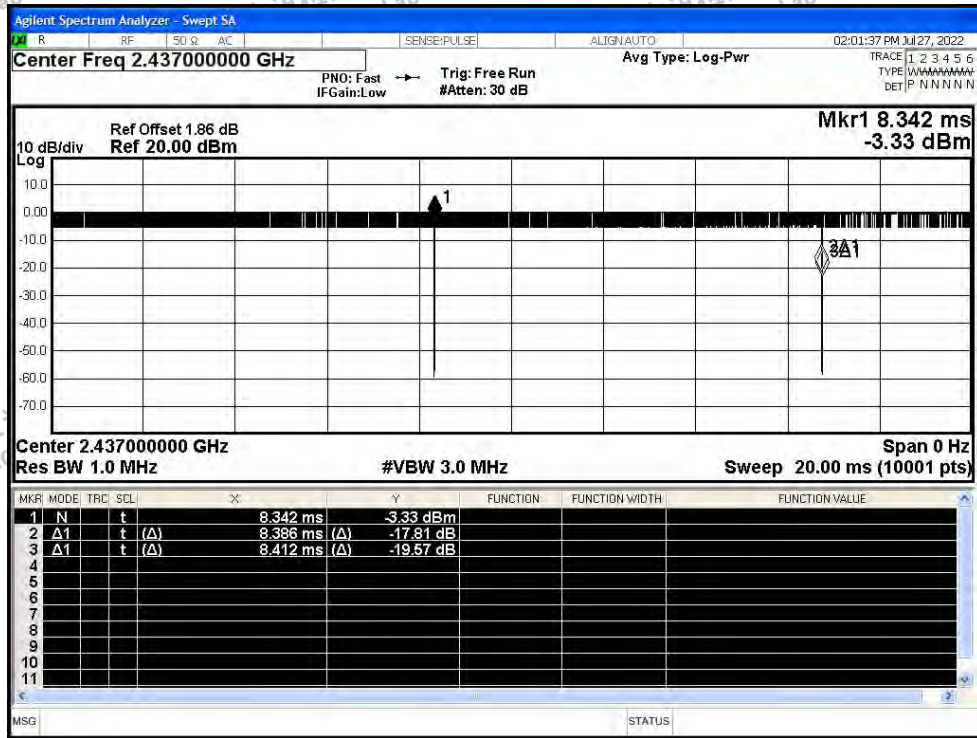 Agilent Spectrum Analyzer - Swept SA
LXI R RF 50 Ω AC SENSE:PULSE ALIGN AUTO 02:01:37 PM Jul 27, 2022
Center Freq 2.437000000 GHz
PNO: Fast
IFGain:Low
Trig: Free Run
#Atten: 30 dB
Avg Type: Log-Pwr
TRACE 1 2 3 4 5 6
TYPE WWWWWWW
DET P N N N N N
Ref Offset 1.86 dB
Ref 20.00 dBm
10 dB/div
Log
Mkr1 8.342 ms
-3.33 dBm
10.0
0.00
-10.0
-20.0
-30.0
-40.0
-50.0
-60.0
-70.0
1
3Δ1
Center 2.437000000 GHz Span 0 Hz
Res BW 1.0 MHz #VBW 3.0 MHz Sweep 20.00 ms (10001 pts)
MKR MODE TRC SCL X Y FUNCTION FUNCTION WIDTH FUNCTION VALUE
1 N t 8.342 ms -3.33 dBm
2 Δ1 t (Δ) 8.386 ms (Δ) -17.81 dB
3 Δ1 t (Δ) 8.412 ms (Δ) -19.57 dB
4
5
6
7
8
9
10
11
MSG STATUS